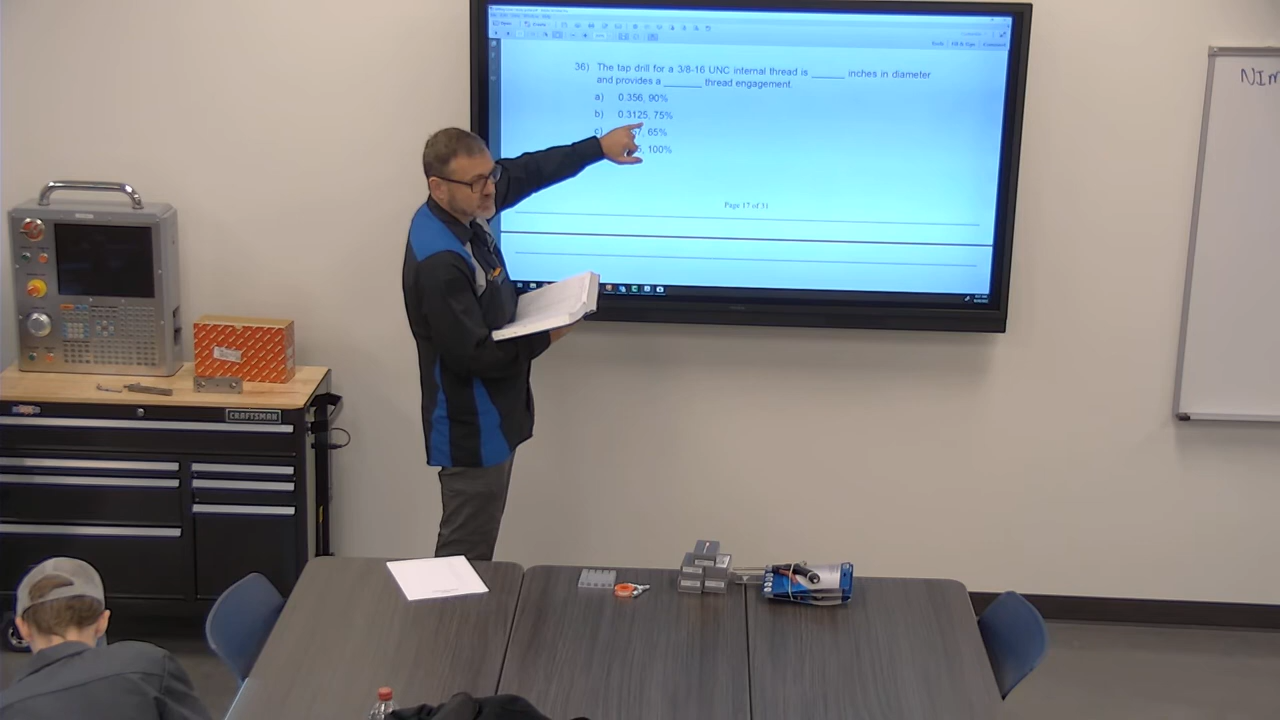 36) The tap drill for a 3/8-16 UNC internal thread is ______ inches in diameter
and provides a _______ thread engagement.
a) 0.356, 90%
b) 0.3125, 75%
c) 65%
100%
Page 17 of 31
CRAFTSMAN